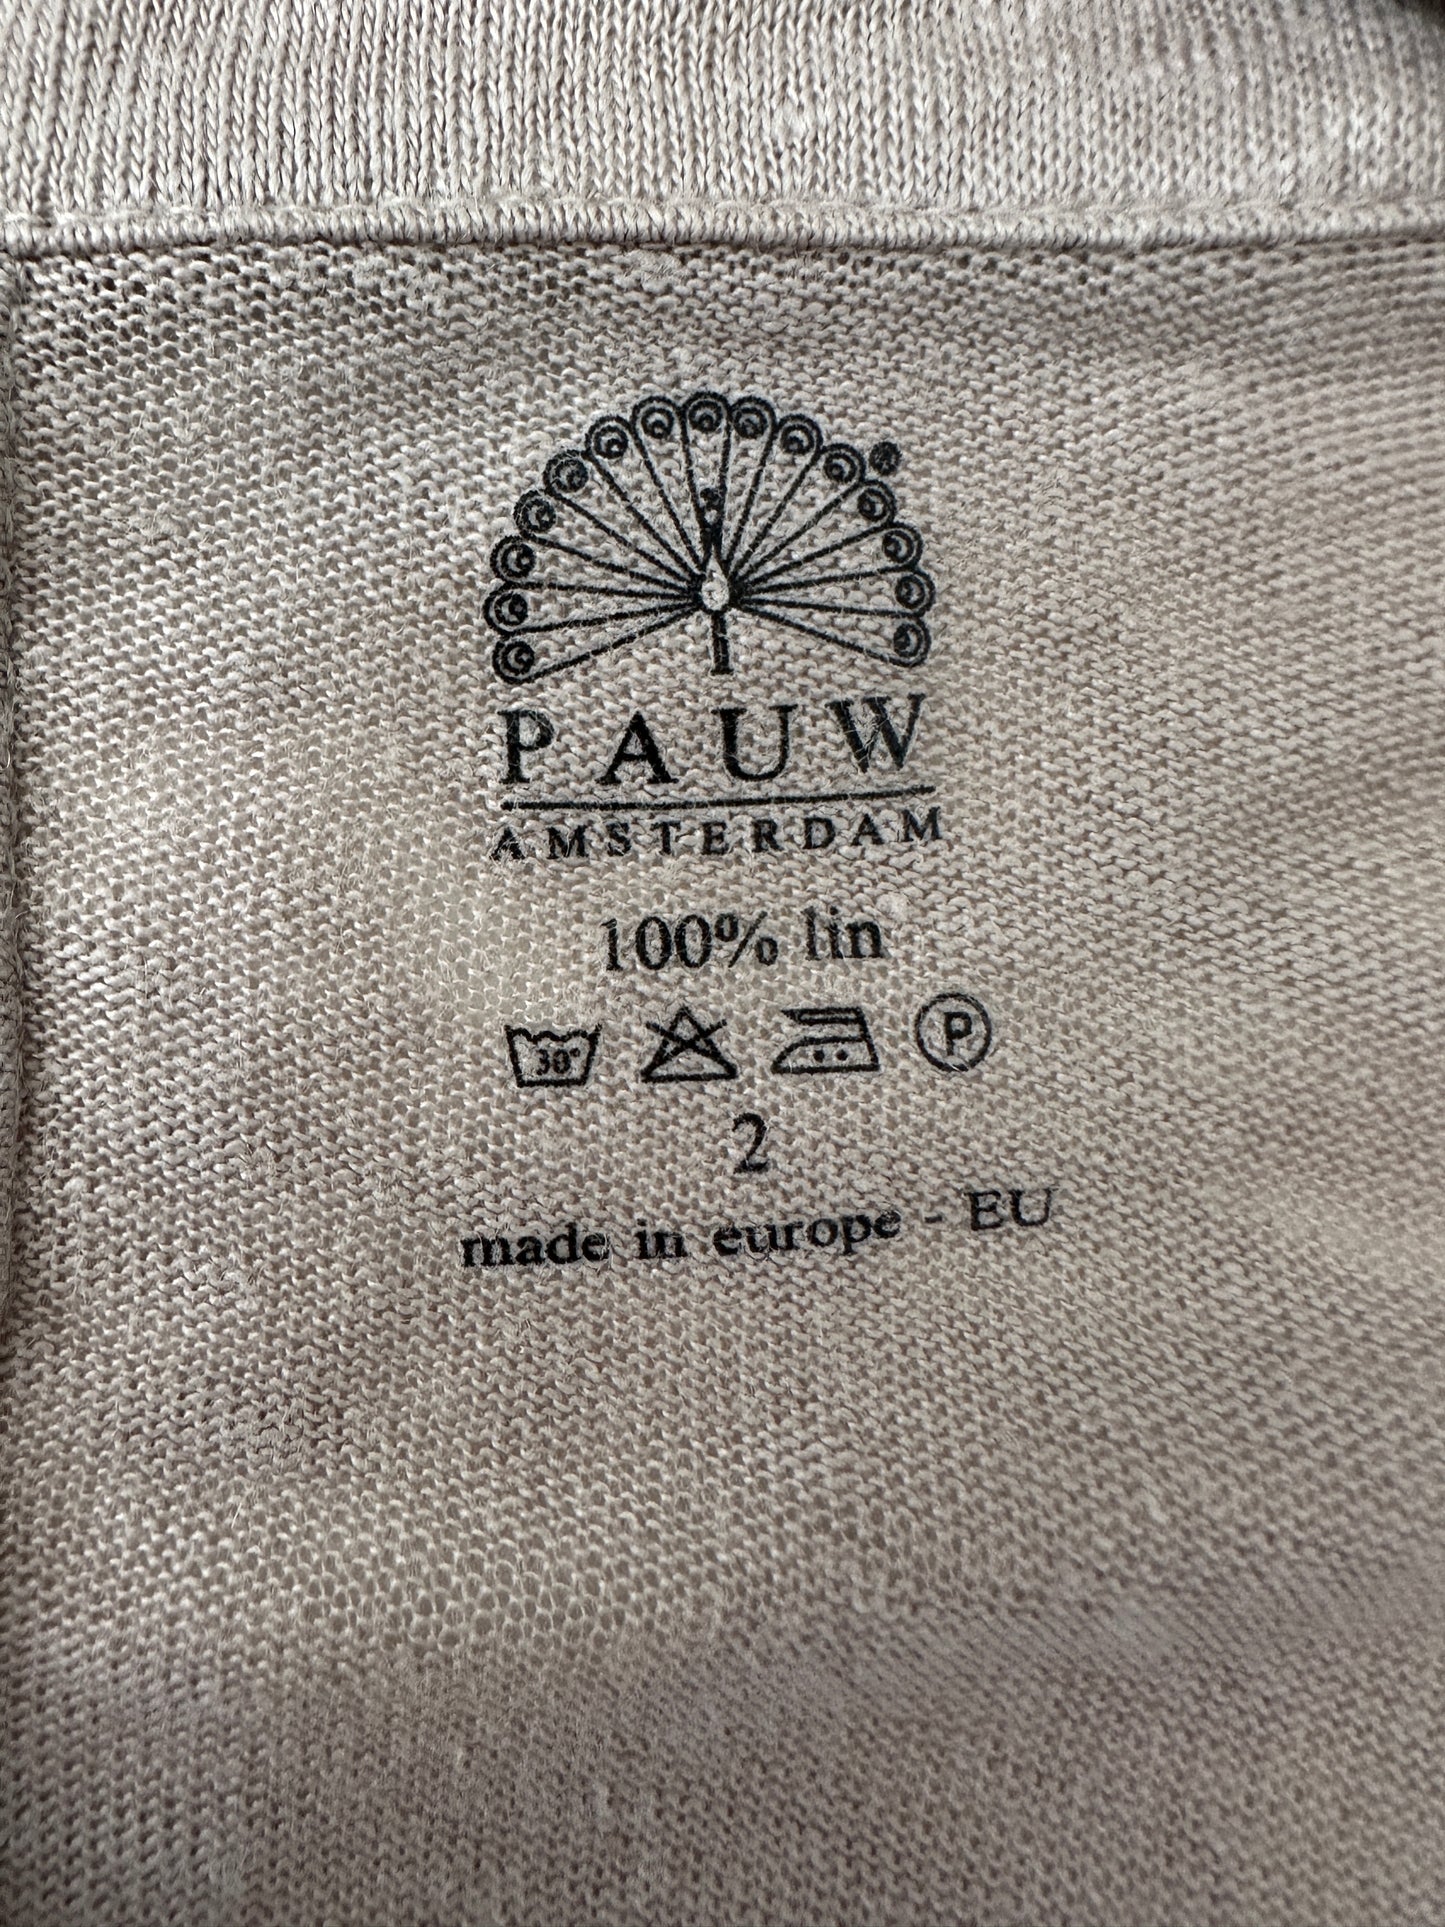 PAUW
AMSTERDAM
100% lin
30° P
2
made in europe - EU